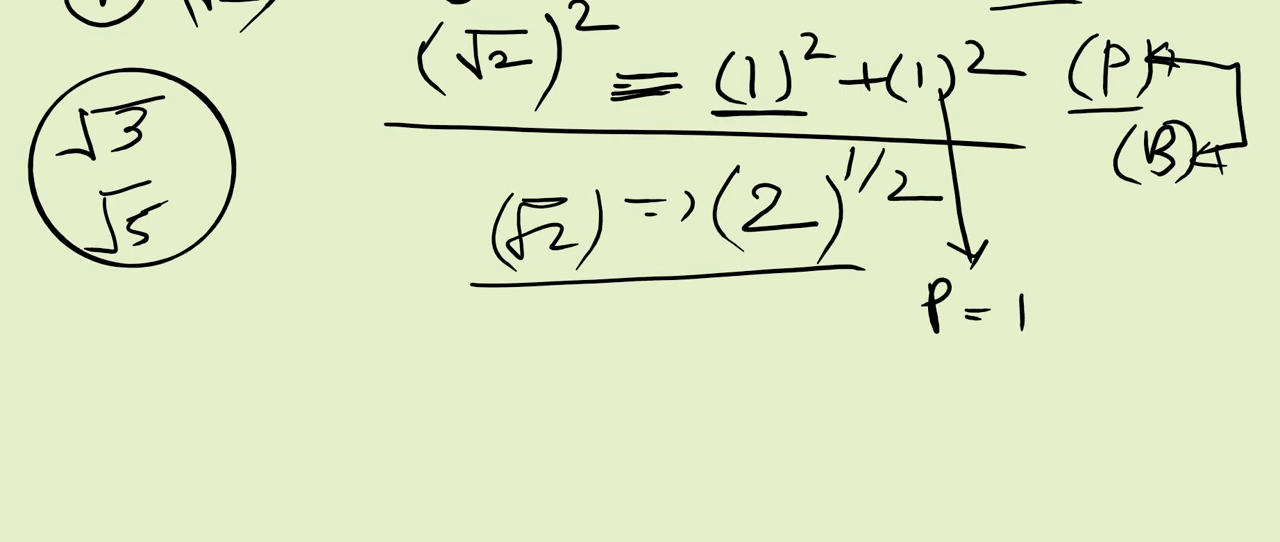 (√2)² ≡ (1)² + (1)² (P)
(B)
√3
√5
(√2) => (2)^1/2
P = 1